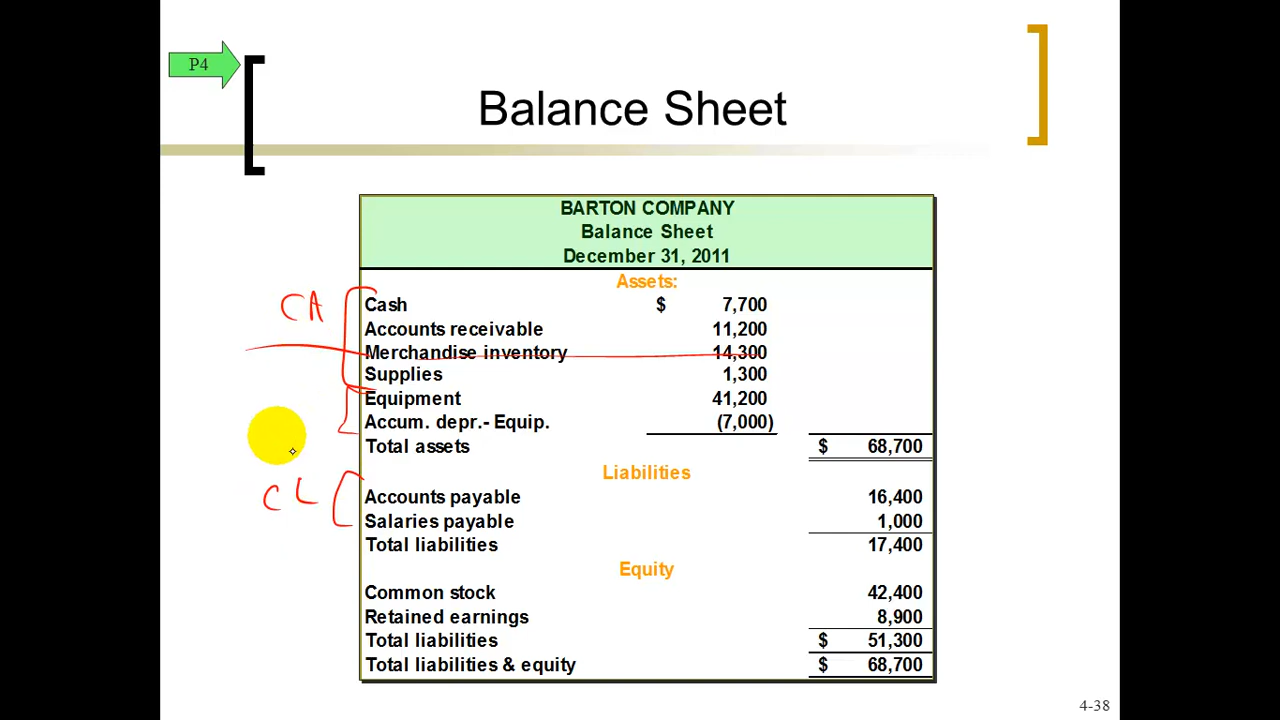 P4
Balance Sheet
BARTON COMPANY
Balance Sheet
December 31, 2011
Assets:
CA
Cash $ 7,700
Accounts receivable 11,200
Merchandise inventory 14,300
Supplies 1,300
Equipment 41,200
Accum. depr.- Equip. (7,000)
Total assets $ 68,700
Liabilities
CL
Accounts payable 16,400
Salaries payable 1,000
Total liabilities 17,400
Equity
Common stock 42,400
Retained earnings 8,900
Total liabilities $ 51,300
Total liabilities & equity $ 68,700
4-38